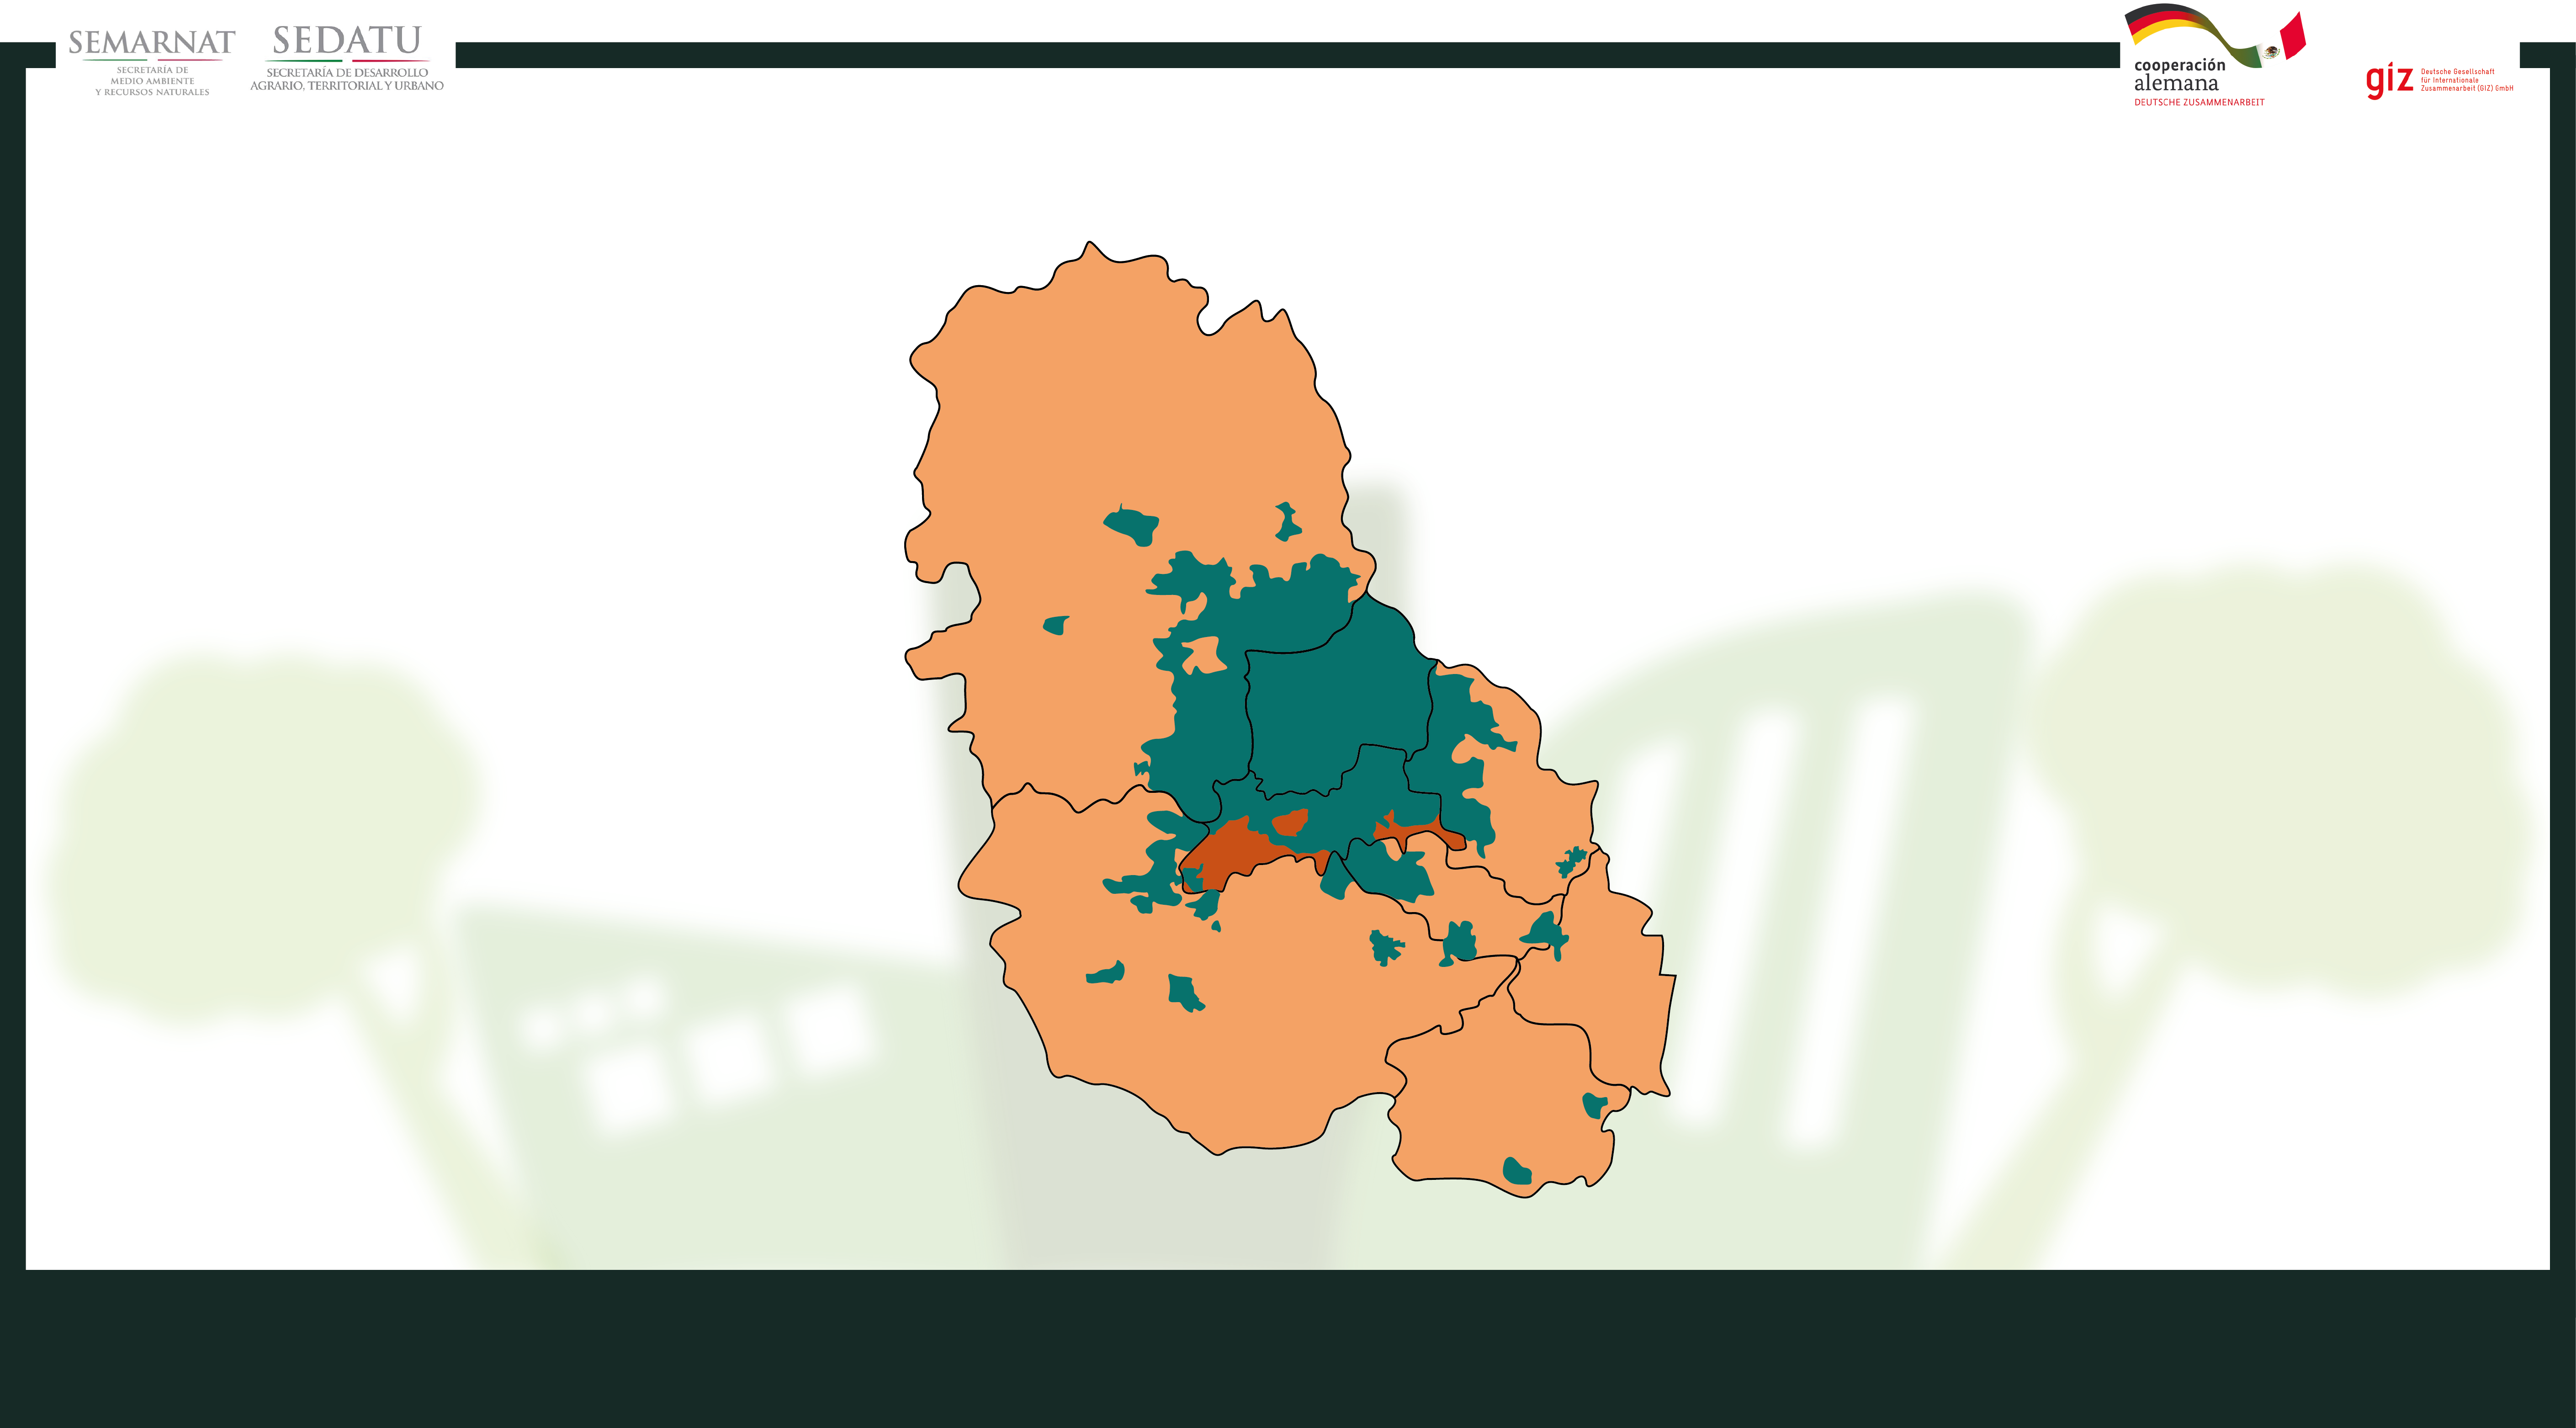 SEMARNAT
SECRETARÍA DE
MEDIO AMBIENTE
Y RECURSOS NATURALES
SEDATU
SECRETARÍA DE DESARROLLO
AGRARIO, TERRITORIAL Y URBANO
cooperación
alemana
DEUTSCHE ZUSAMMENARBEIT
giz
Deutsche Gesellschaft
für Internationale
Zusammenarbeit (GIZ) GmbH